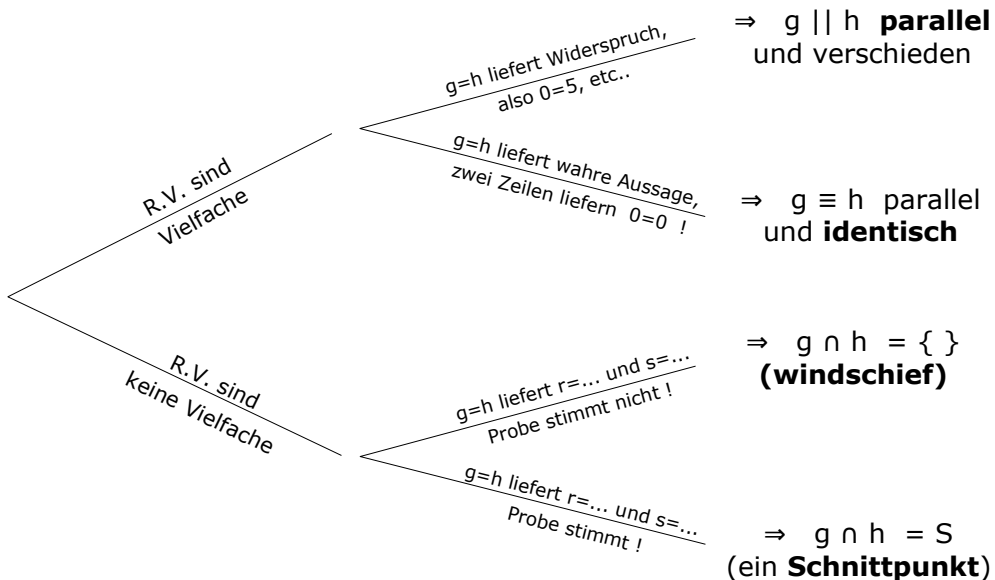 R.V. sind
Vielfache
g=h liefert Widerspruch,
also 0=5, etc..
⇒ g || h parallel
und verschieden
g=h liefert wahre Aussage,
zwei Zeilen liefern 0=0 !
⇒ g ≡ h parallel
und identisch
R.V. sind
keine Vielfache
g=h liefert r=... und s=...
Probe stimmt nicht !
⇒ g ∩ h = { }
(windschief)
g=h liefert r=... und s=...
Probe stimmt !
⇒ g ∩ h = S
(ein Schnittpunkt)